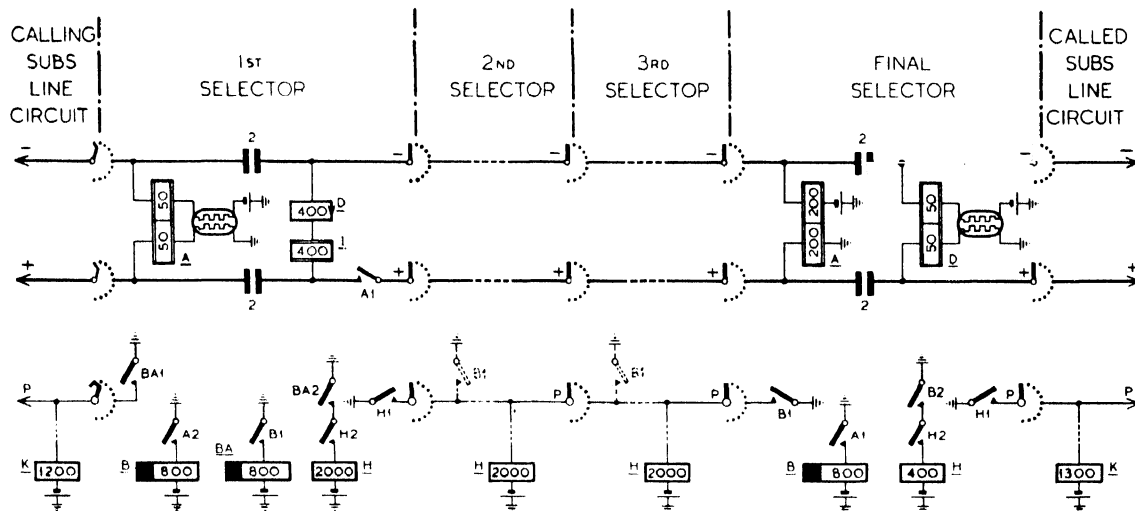 CALLING
SUBS
LINE
CIRCUIT
1ST
SELECTOR
2ND
SELECTOR
3RD
SELECTOR
FINAL
SELECTOR
CALLED
SUBS
LINE
CIRCUIT
2
2
− − − − − −
50 50 A
400 D
400 I
200 200 A
50 50 D
+ + + + + +
2
A1
2
BA1
BA2
B1
B1
B2
P
A2
B1
H1
H2
P
P
B1
A1
H1
H2
P
P
K 1200
B 800
BA 800
2000 H
H 2000
H 2000
B 800
400 H
1300 K